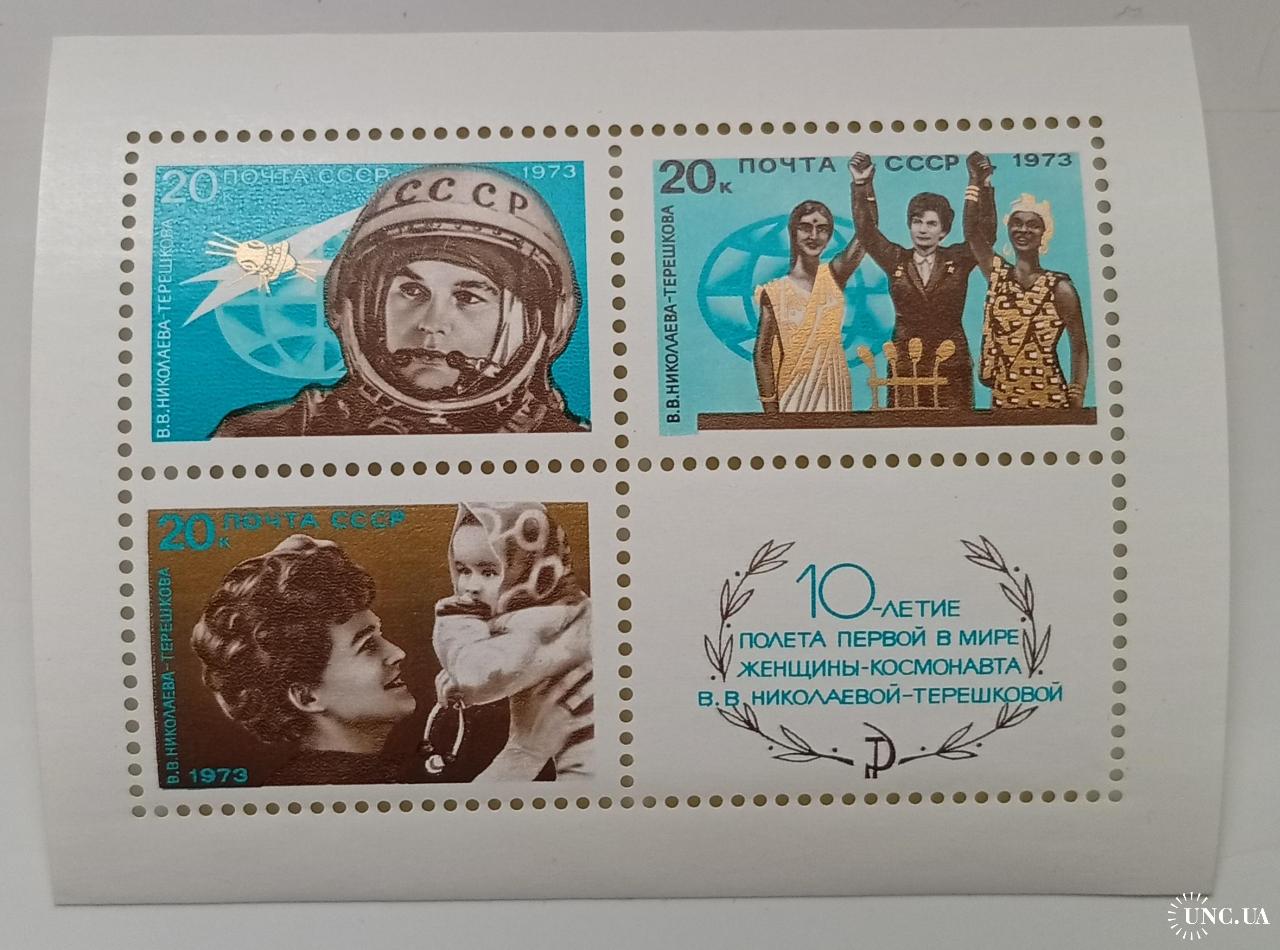 20 ПОЧТА СССР 1973
СССР
В.В.НИКОЛАЕВА-ТЕРЕШКОВА
20к ПОЧТА СССР 1973
В.В.НИКОЛАЕВА-ТЕРЕШКОВА
20к ПОЧТА СССР
В.В.НИКОЛАЕВА-ТЕРЕШКОВА
1973
10-ЛЕТИЕ
ПОЛЕТА ПЕРВОЙ В МИРЕ
ЖЕНЩИНЫ-КОСМОНАВТА
В.В.НИКОЛАЕВОЙ-ТЕРЕШКОВОЙ
UNC.UA